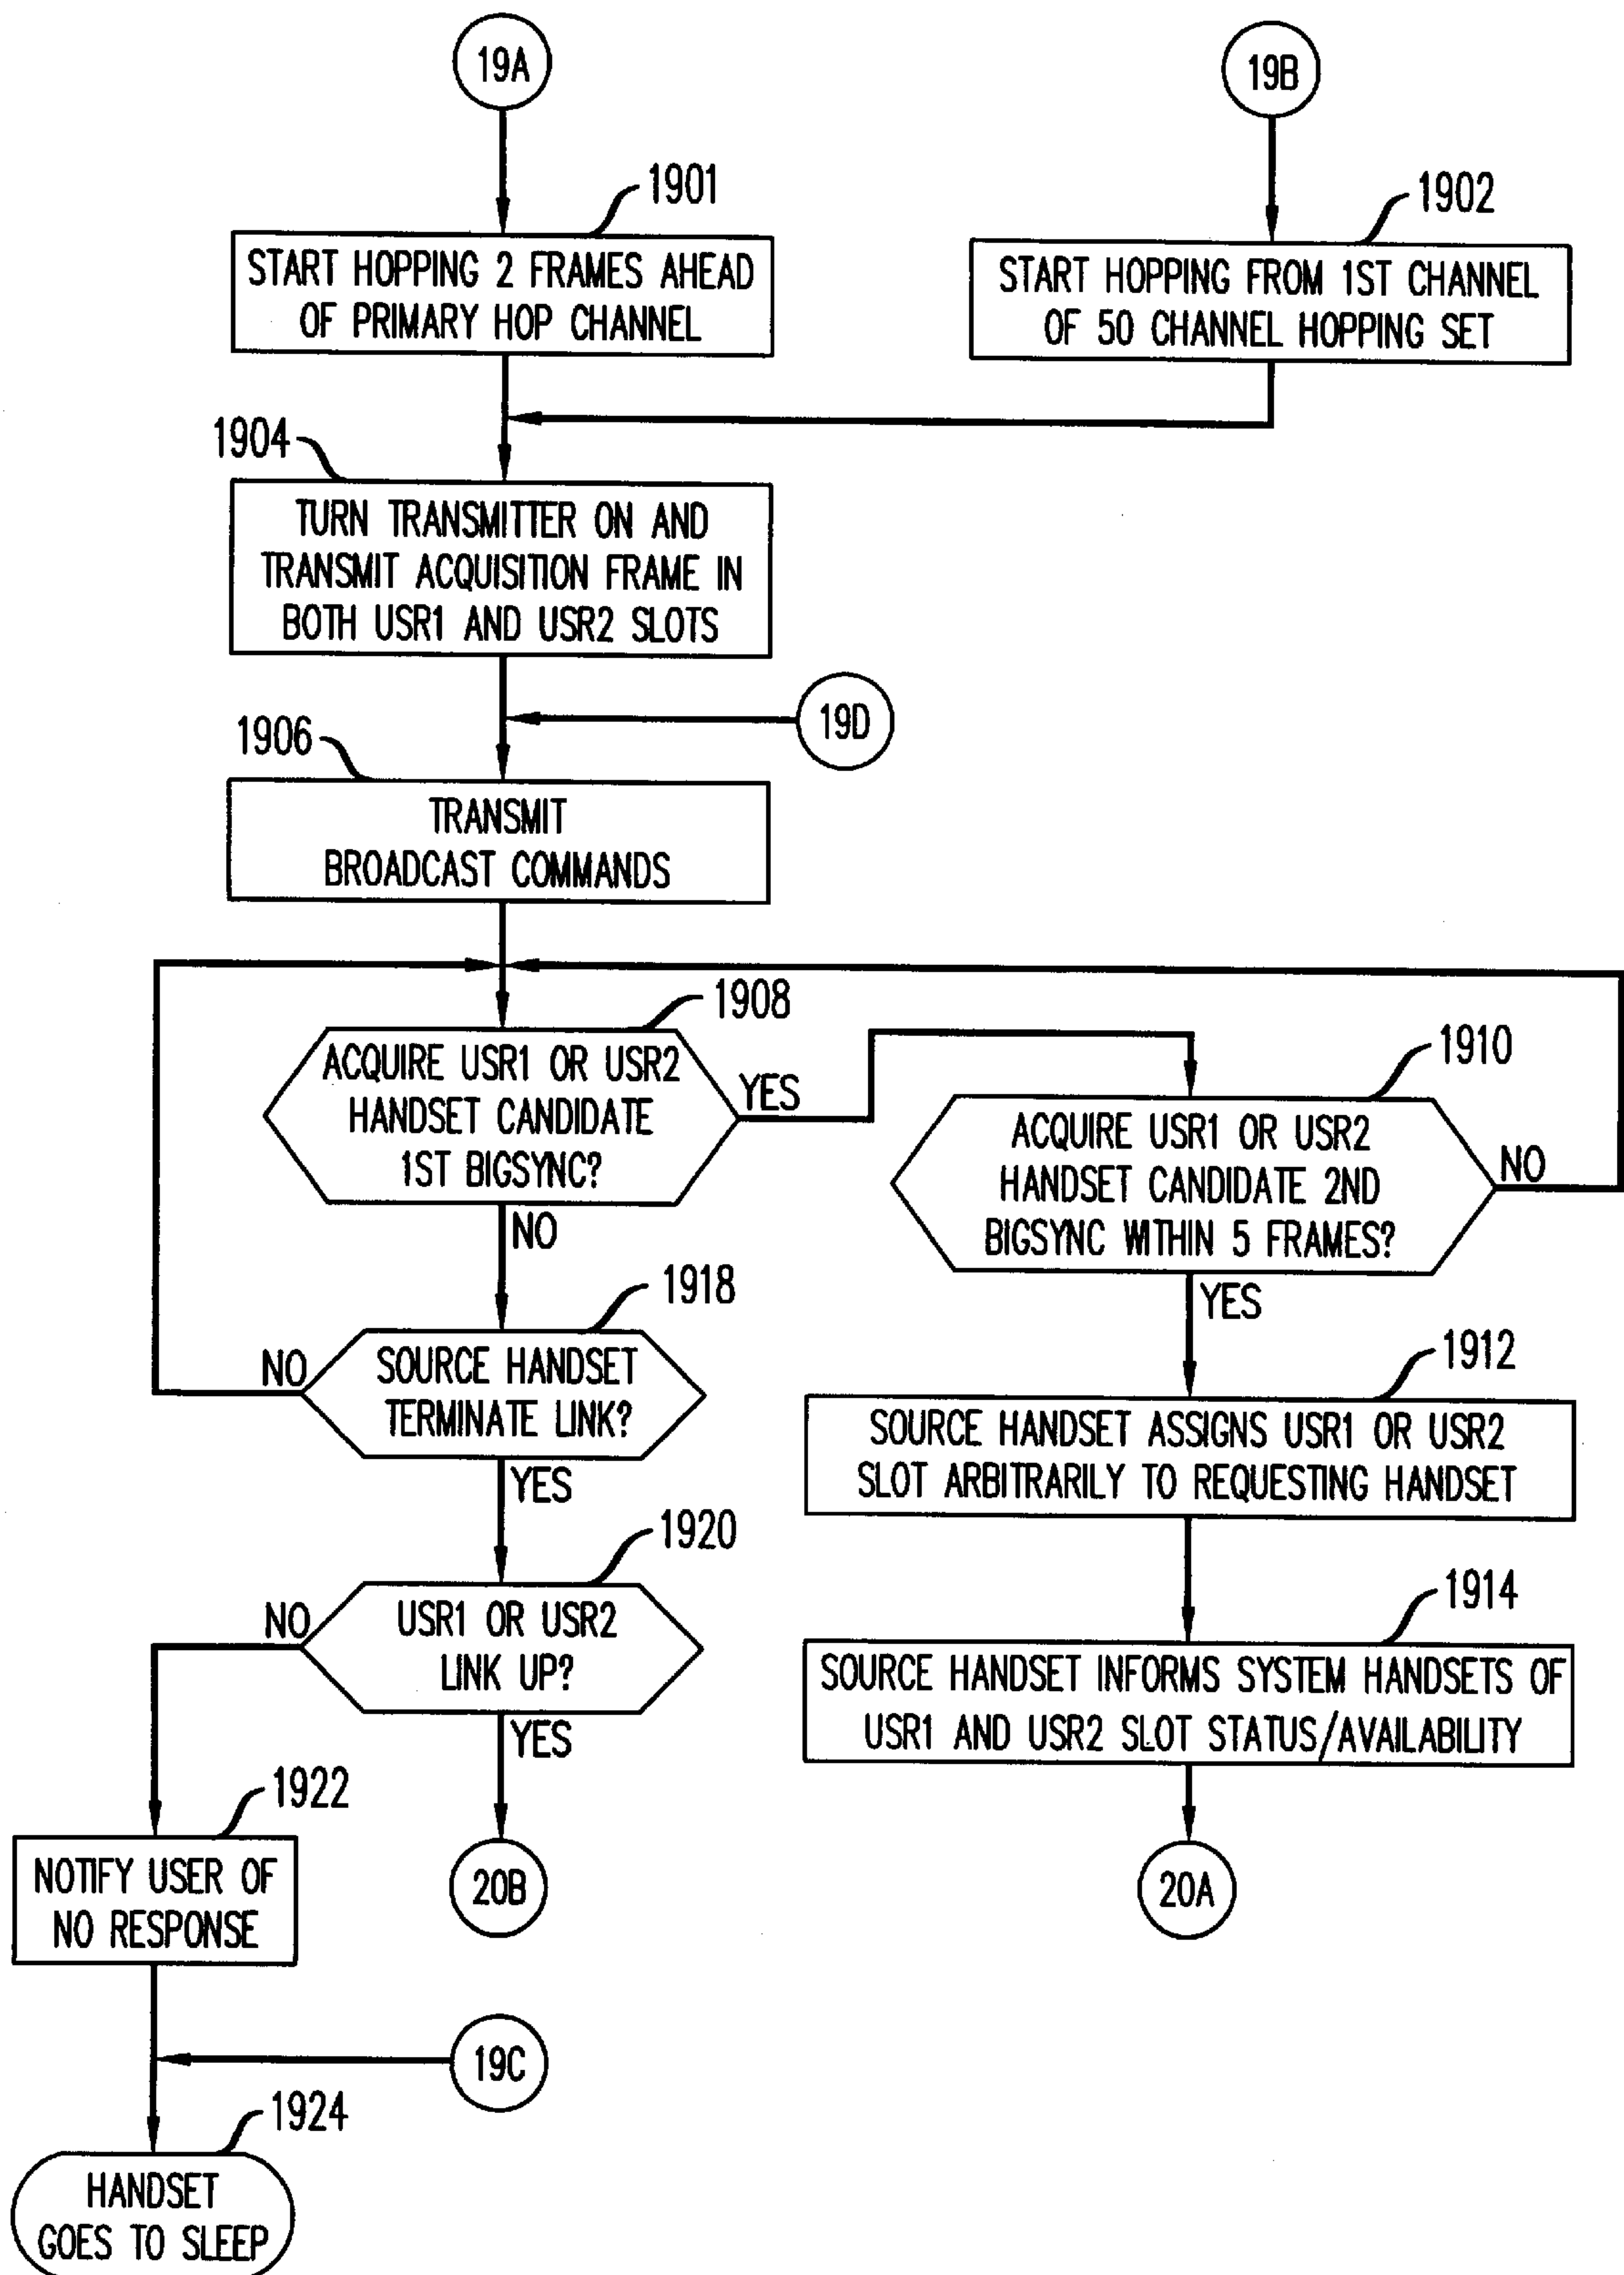 19A
19B
1901
1902
START HOPPING 2 FRAMES AHEAD
OF PRIMARY HOP CHANNEL
START HOPPING FROM 1ST CHANNEL
OF 50 CHANNEL HOPPING SET
1904
TURN TRANSMITTER ON AND
TRANSMIT ACQUISITION FRAME IN
BOTH USR1 AND USR2 SLOTS
19D
1906
TRANSMIT
BROADCAST COMMANDS
1908
ACQUIRE USR1 OR USR2
HANDSET CANDIDATE
1ST BIGSYNC?
YES
NO
1910
ACQUIRE USR1 OR USR2
HANDSET CANDIDATE 2ND
BIGSYNC WITHIN 5 FRAMES?
NO
YES
1918
SOURCE HANDSET
TERMINATE LINK?
NO
YES
1912
SOURCE HANDSET ASSIGNS USR1 OR USR2
SLOT ARBITRARILY TO REQUESTING HANDSET
1920
USR1 OR USR2
LINK UP?
NO
YES
1914
SOURCE HANDSET INFORMS SYSTEM HANDSETS OF
USR1 AND USR2 SLOT STATUS/AVAILABILITY
1922
NOTIFY USER OF
NO RESPONSE
20B
20A
19C
1924
HANDSET
GOES TO SLEEP